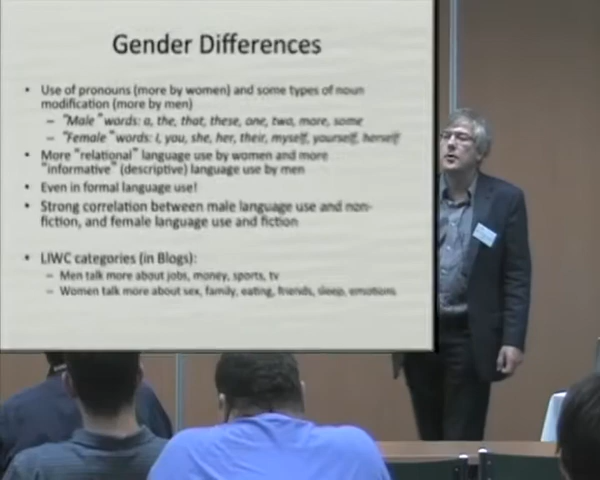 Gender Differences
• Use of pronouns (more by women) and some types of noun
modification (more by men)
– "Male" words: a, the, that, these, one, two, more, some
– "Female" words: I, you, she, her, their, myself, yourself, herself
• More "relational" language use by women and more
"informative" (descriptive) language use by men
• Even in formal language use!
• Strong correlation between male language use and non-
fiction, and female language use and fiction
• LIWC categories (in Blogs):
– Men talk more about jobs, money, sports, tv
– Women talk more about sex, family, eating, friends, sleep, emotions